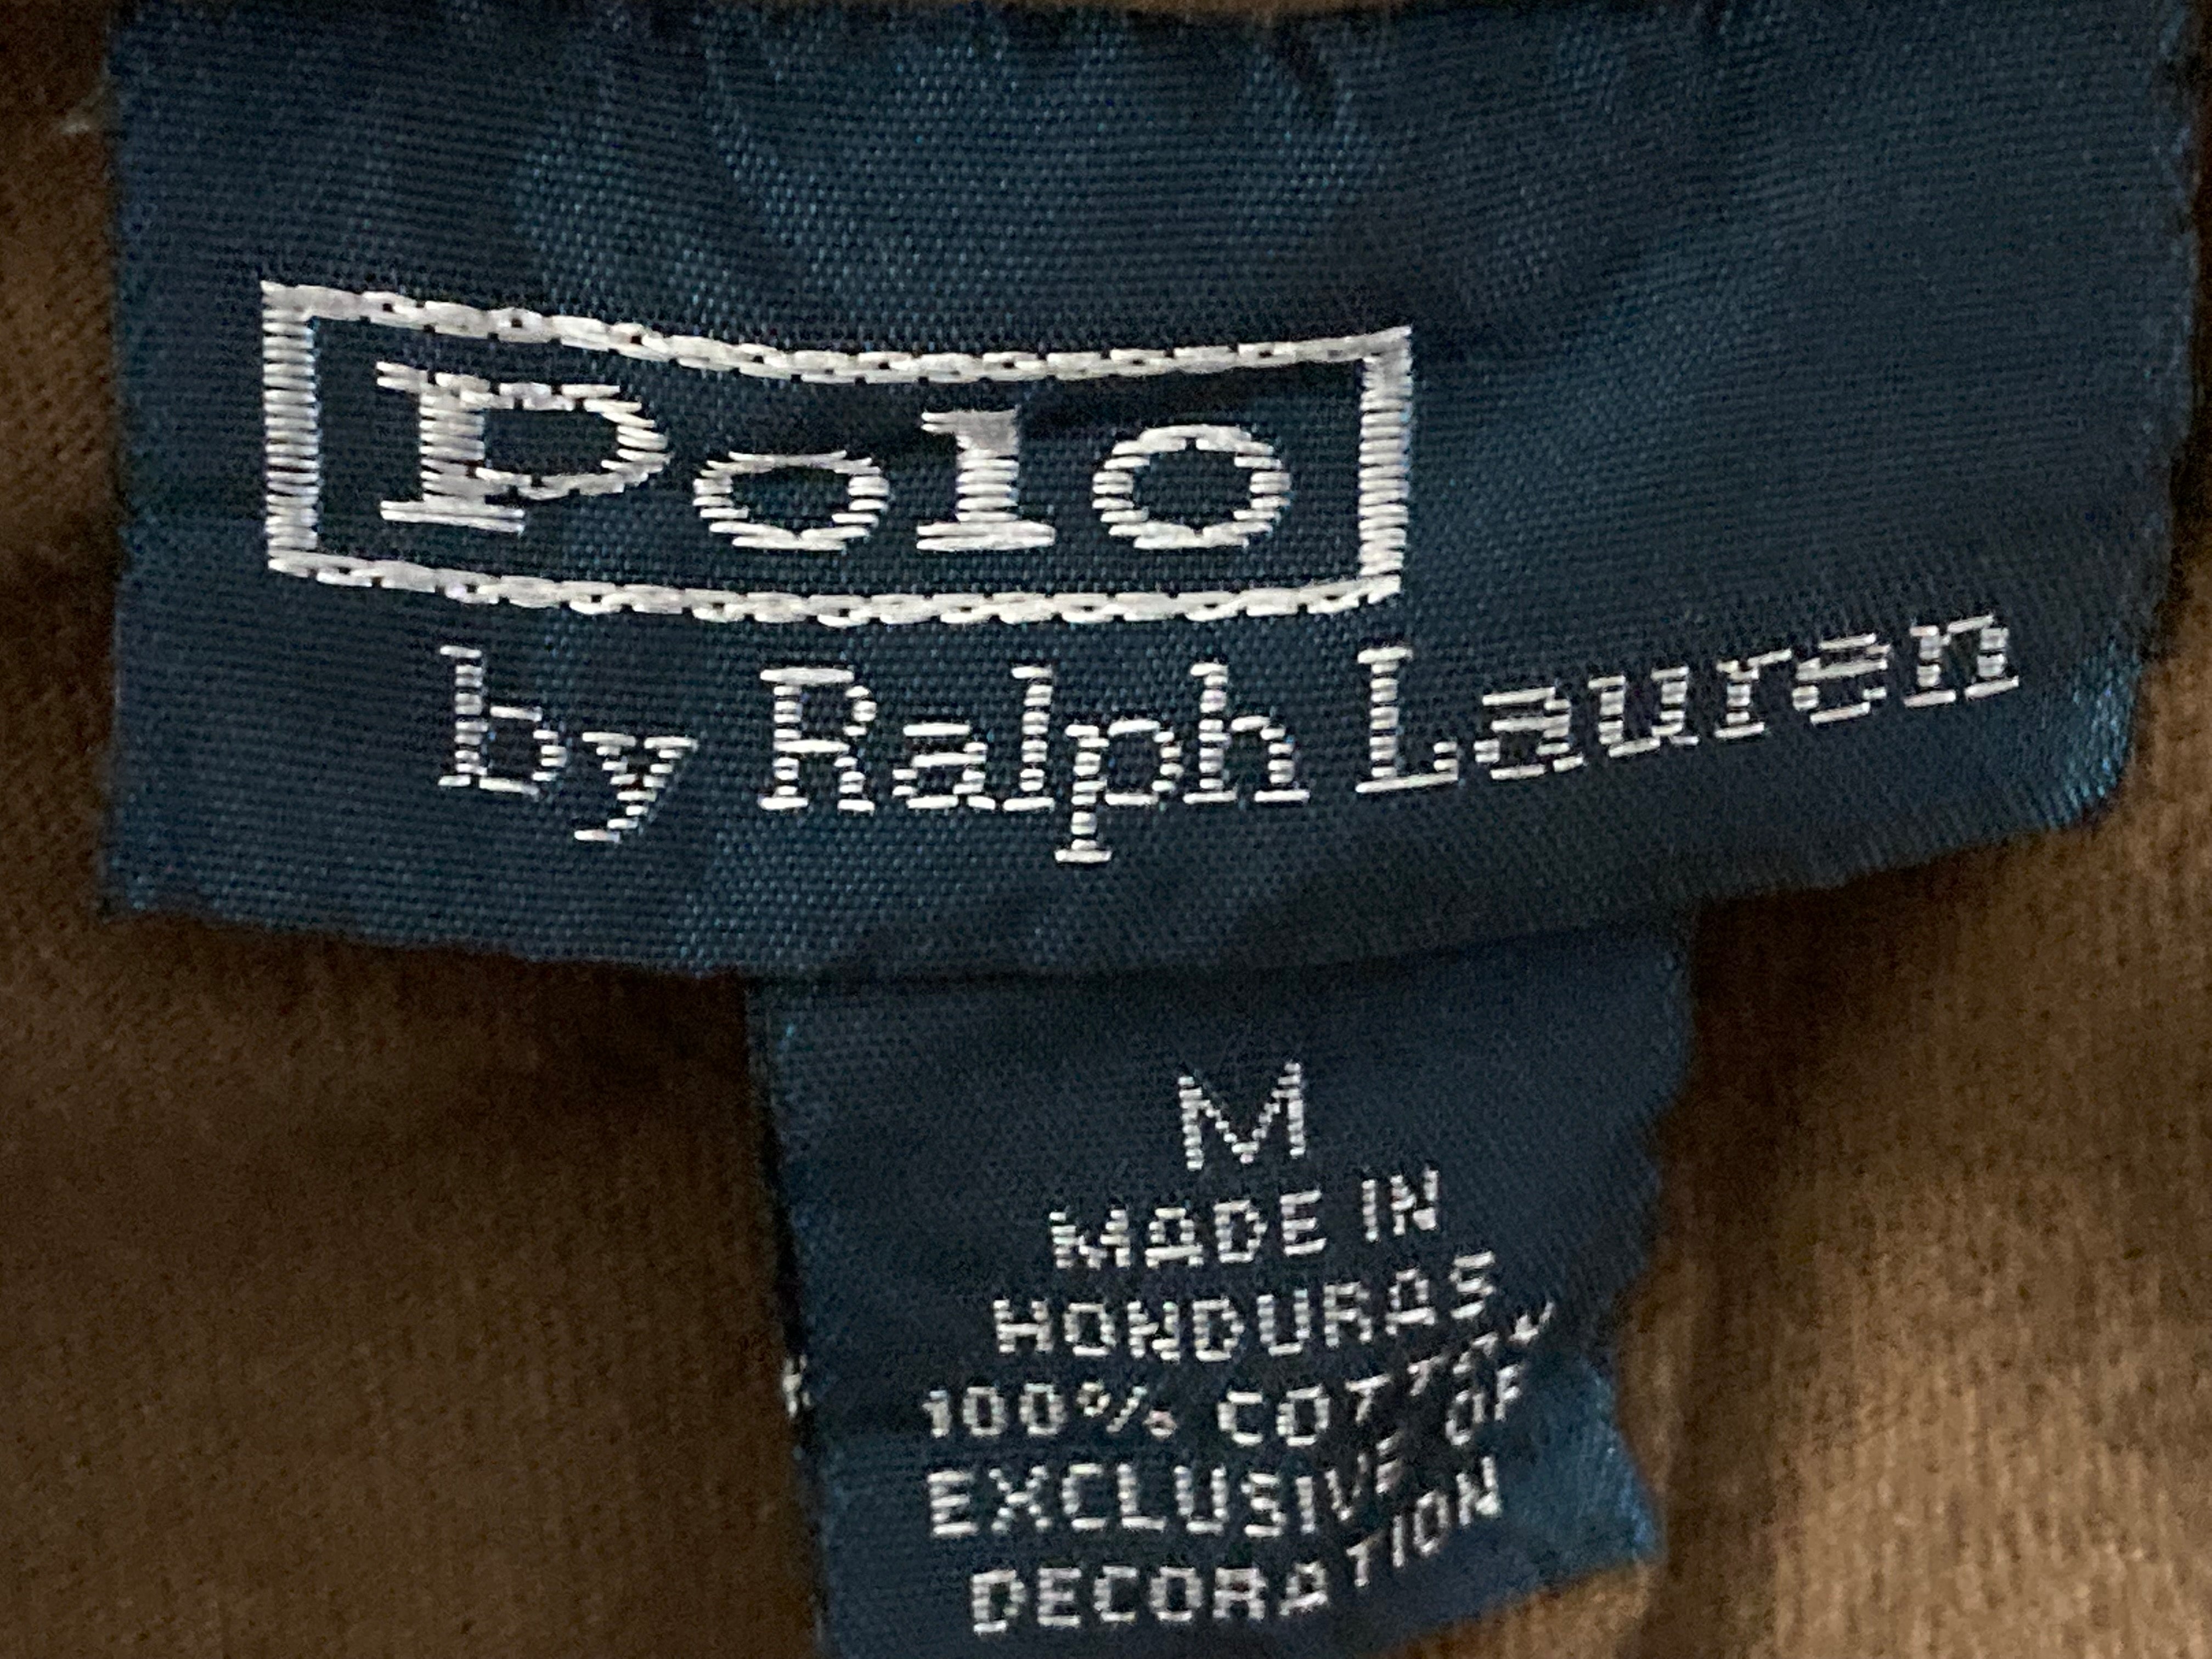 Polo
by Ralph Lauren
M
MADE IN
HONDURAS
100% COTTON
EXCLUSIVE OF
DECORATION